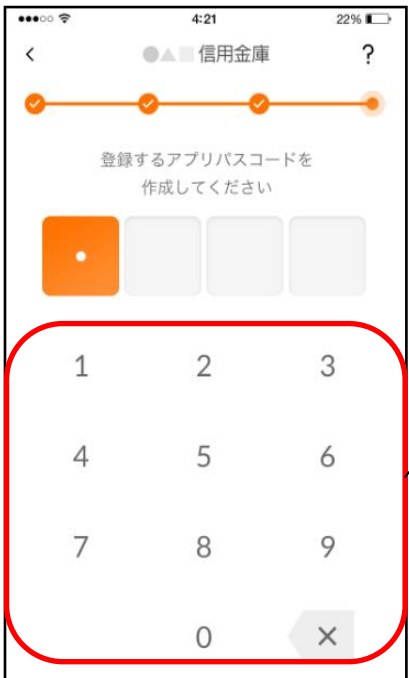 4:21 22%
< ●▲■ 信用金庫 ?
登録するアプリパスコードを
作成してください
1 2 3
4 5 6
7 8 9
0 ×